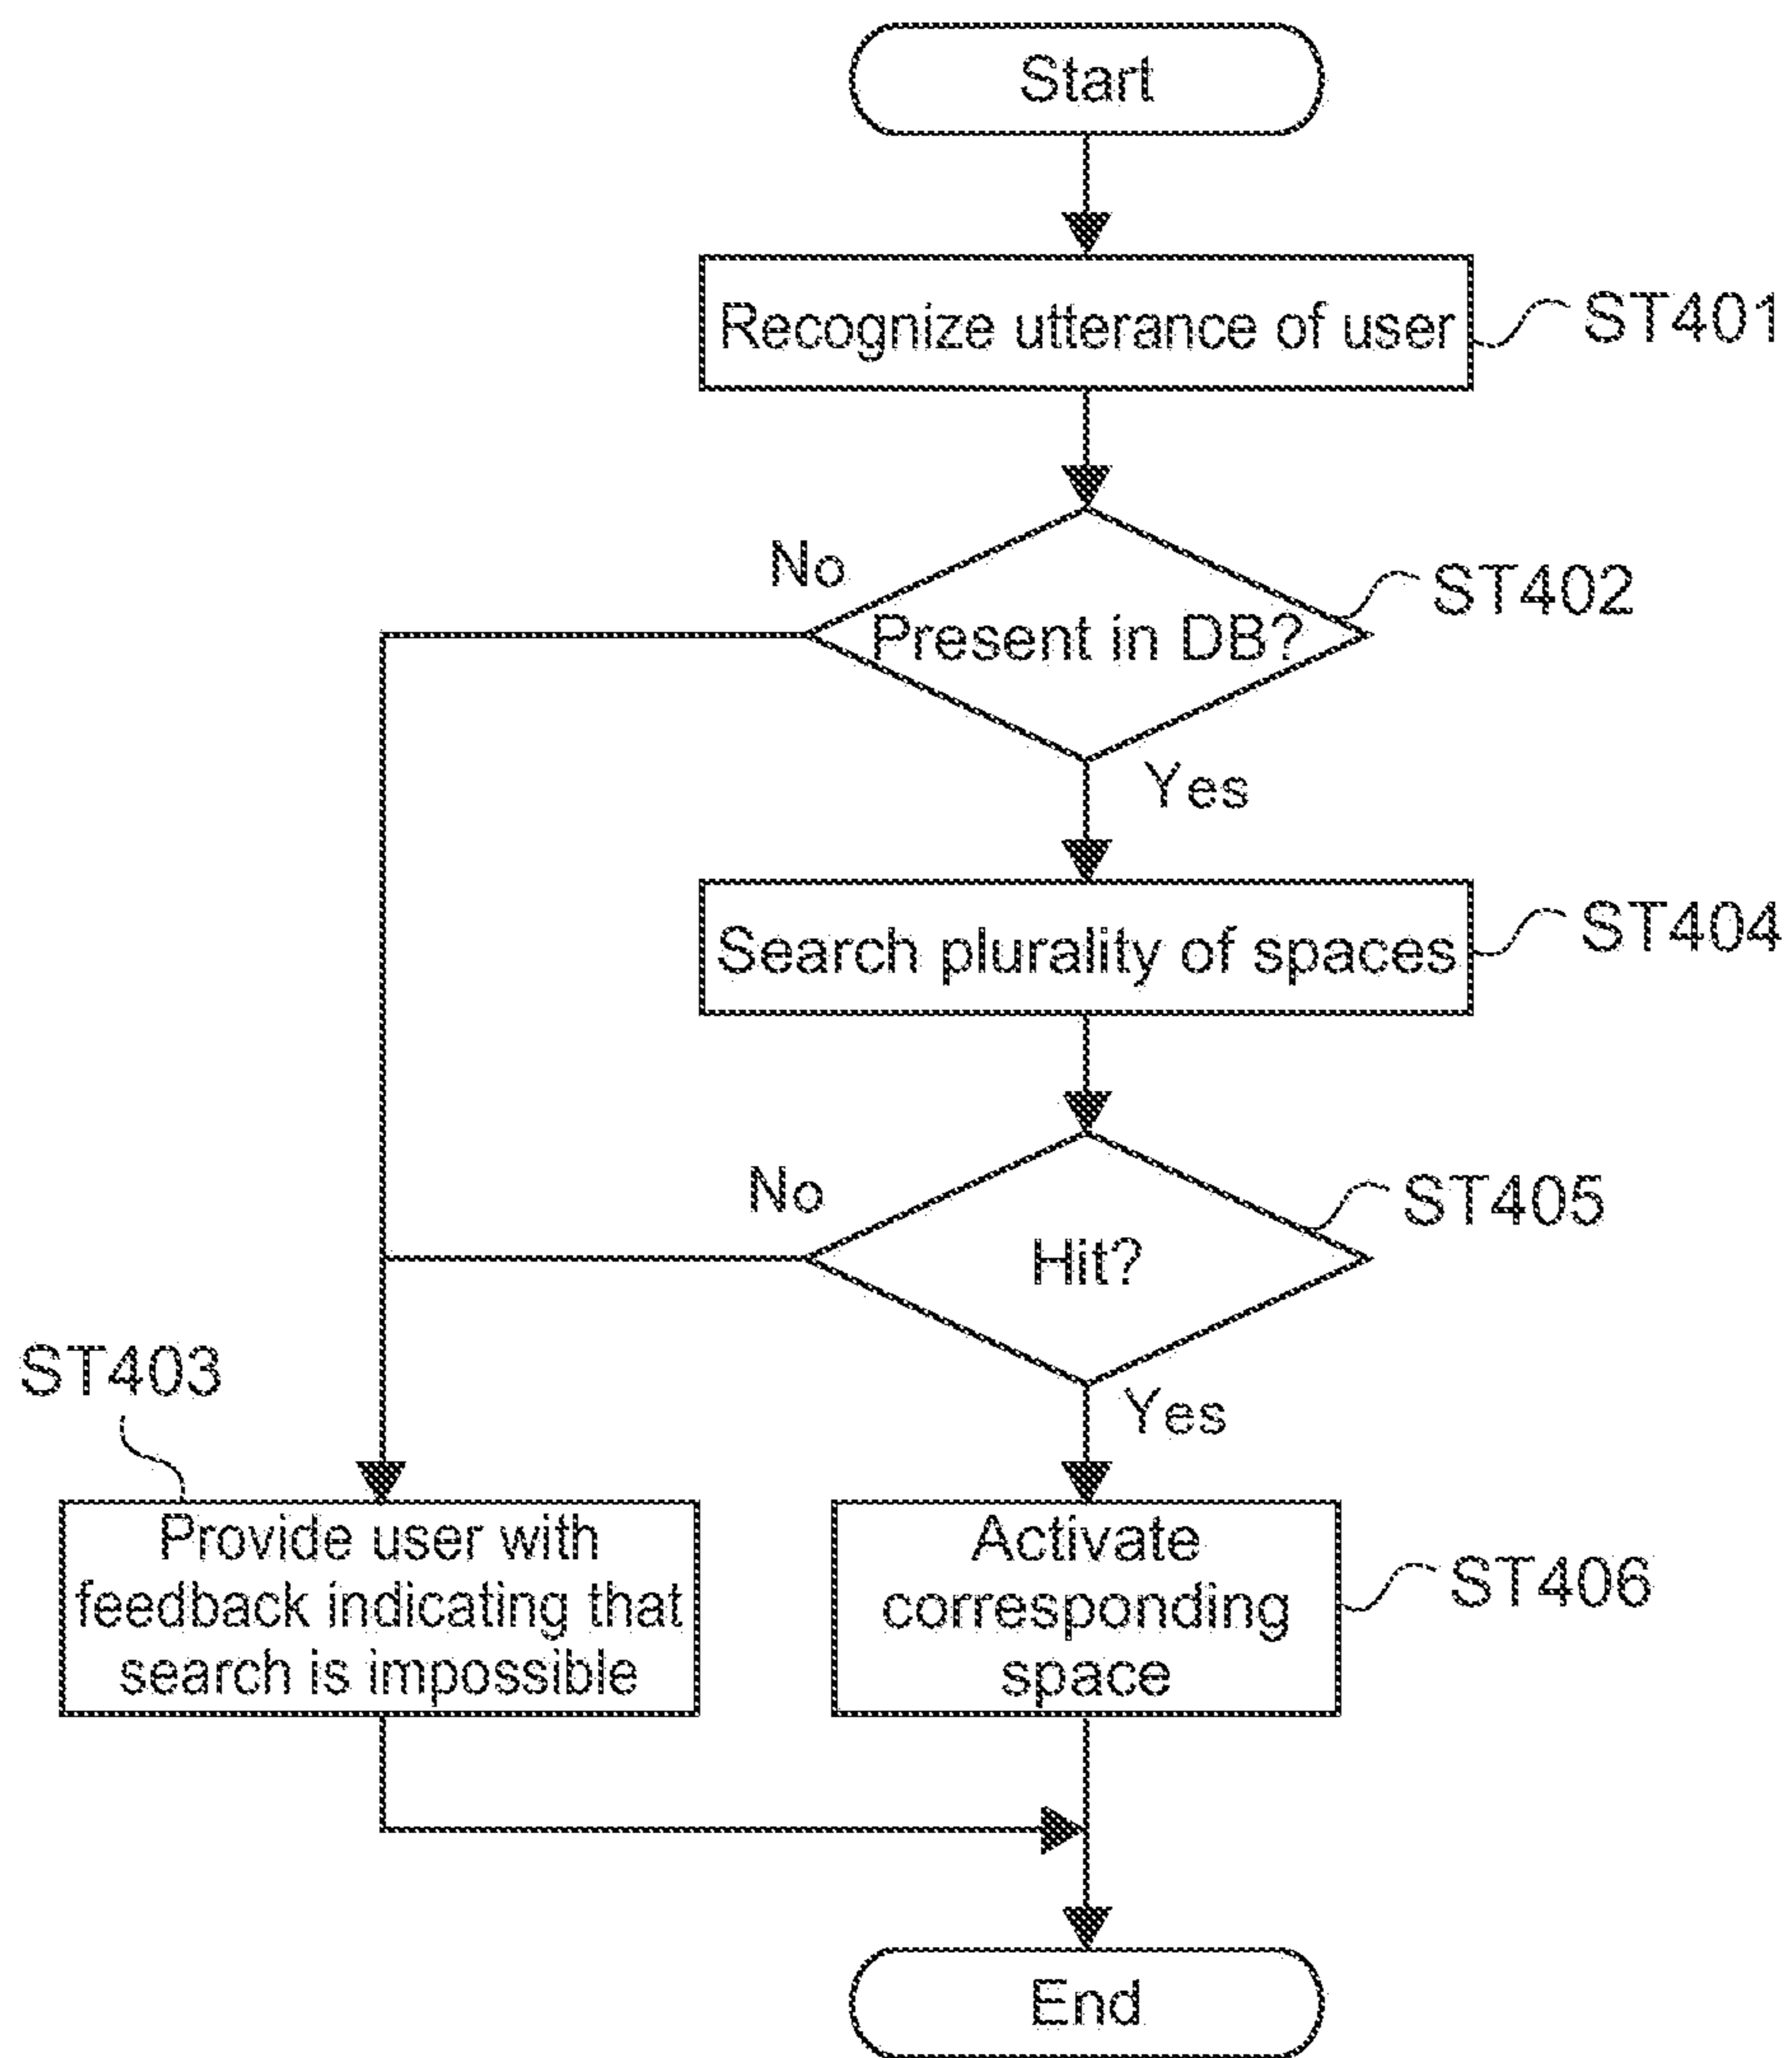 Start
Recognize utterance of user
ST401
No
Present in DB?
ST402
Yes
Search plurality of spaces
ST404
No
Hit?
ST405
Yes
ST403
Provide user with
feedback indicating that
search is impossible
Activate
corresponding
space
ST406
End